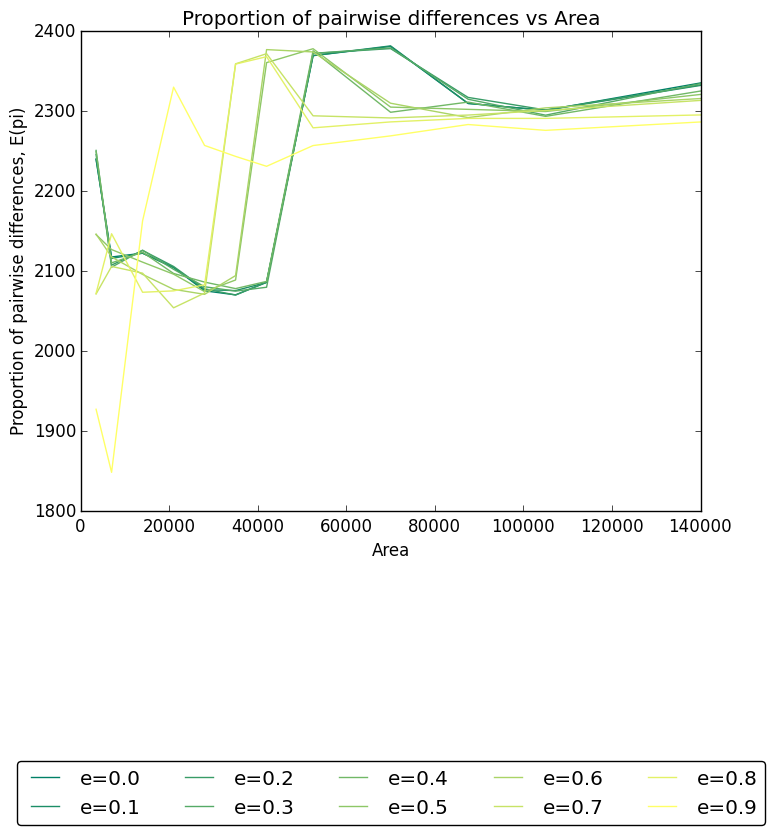 Proportion of pairwise differences vs Area
Proportion of pairwise differences, E(pi)
2400
2300
2200
2100
2000
1900
1800
0 20000 40000 60000 80000 100000 120000 140000
Area
e=0.0 e=0.2 e=0.4 e=0.6 e=0.8
e=0.1 e=0.3 e=0.5 e=0.7 e=0.9